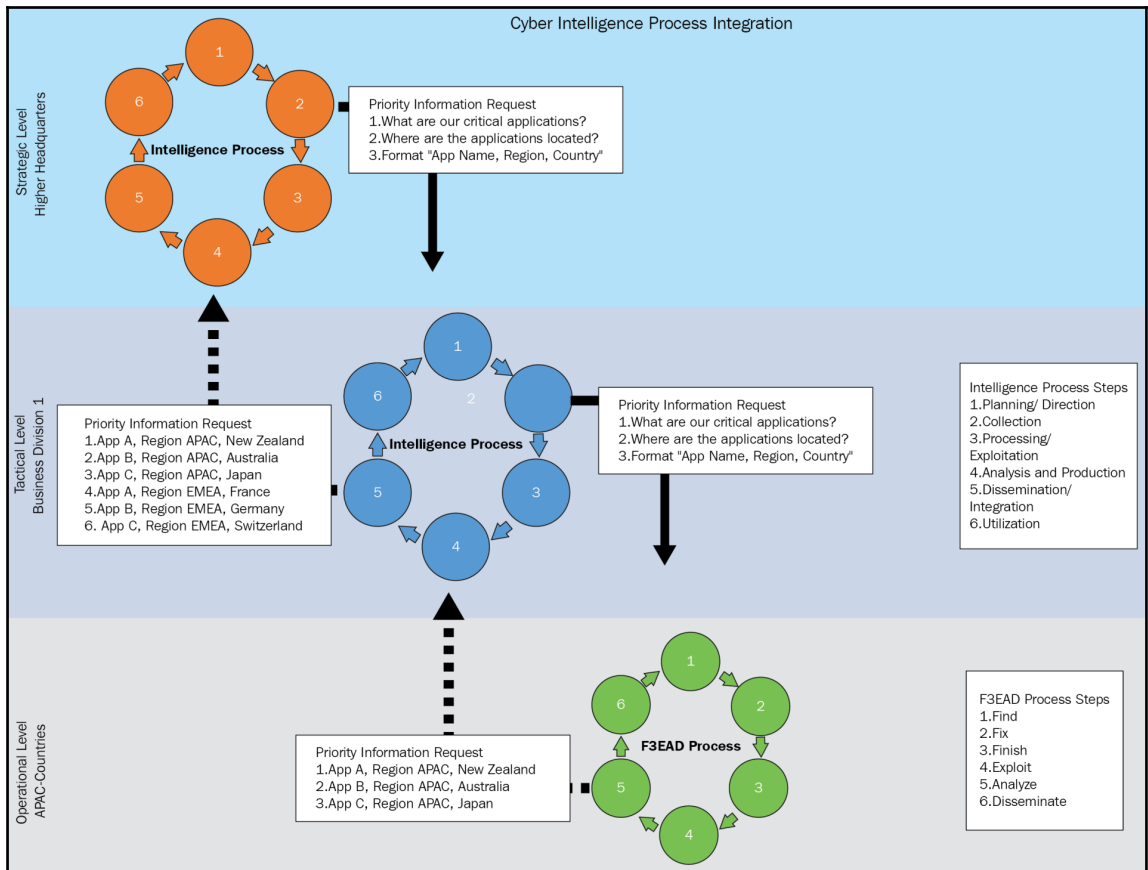 Cyber Intelligence Process Integration
Strategic Level
Higher Headquarters
1
2
3
4
5
6
Intelligence Process
Priority Information Request
1.What are our critical applications?
2.Where are the applications located?
3.Format "App Name, Region, Country"
Tactical Level
Business Division 1
Priority Information Request
1.App A, Region APAC, New Zealand
2.App B, Region APAC, Australia
3.App C, Region APAC, Japan
4.App A, Region EMEA, France
5.App B, Region EMEA, Germany
6. App C, Region EMEA, Switzerland
1
2
3
4
5
6
Intelligence Process
Priority Information Request
1.What are our critical applications?
2.Where are the applications located?
3.Format "App Name, Region, Country"
Intelligence Process Steps
1.Planning/ Direction
2.Collection
3.Processing/
Exploitation
4.Analysis and Production
5.Dissemination/
Integration
6.Utilization
Operational Level
APAC-Countries
Priority Information Request
1.App A, Region APAC, New Zealand
2.App B, Region APAC, Australia
3.App C, Region APAC, Japan
1
2
3
4
5
6
F3EAD Process
F3EAD Process Steps
1.Find
2.Fix
3.Finish
4.Exploit
5.Analyze
6.Disseminate